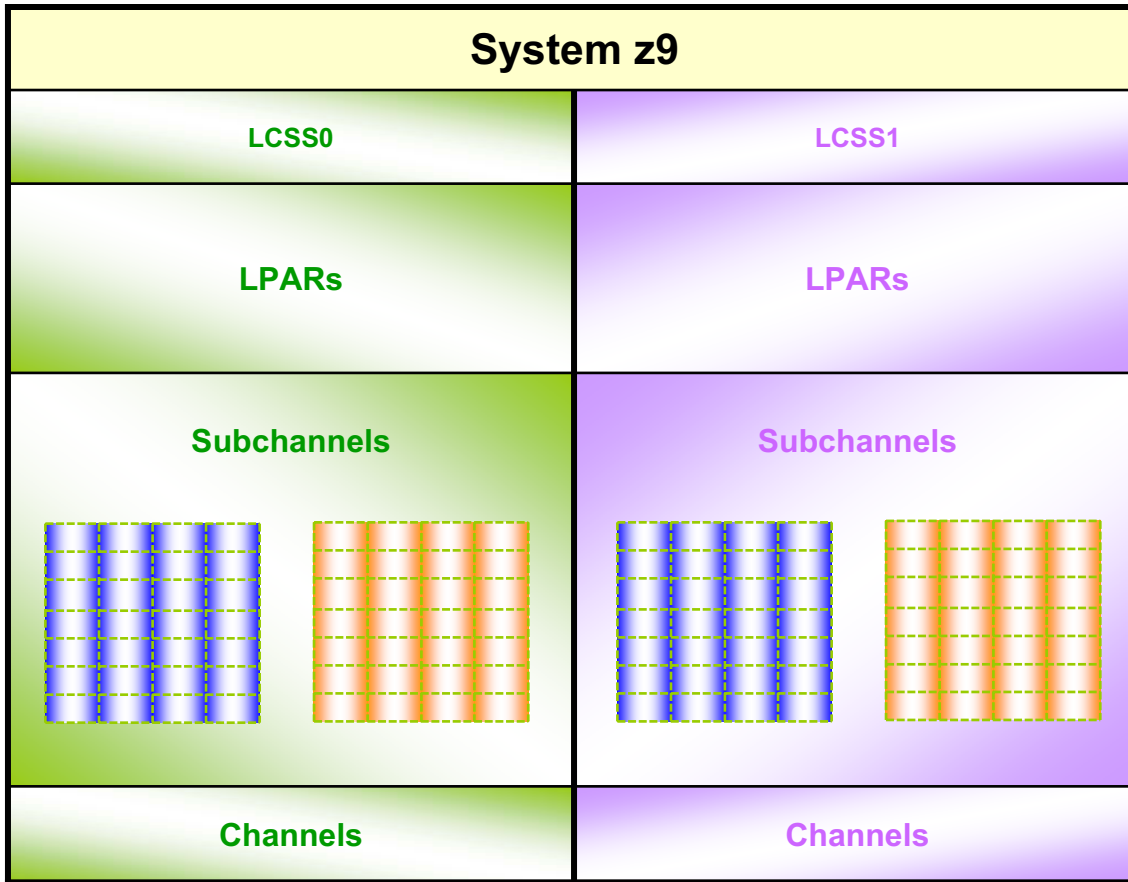 System z9
LCSS0
LCSS1
LPARs
LPARs
Subchannels
Subchannels
Channels
Channels